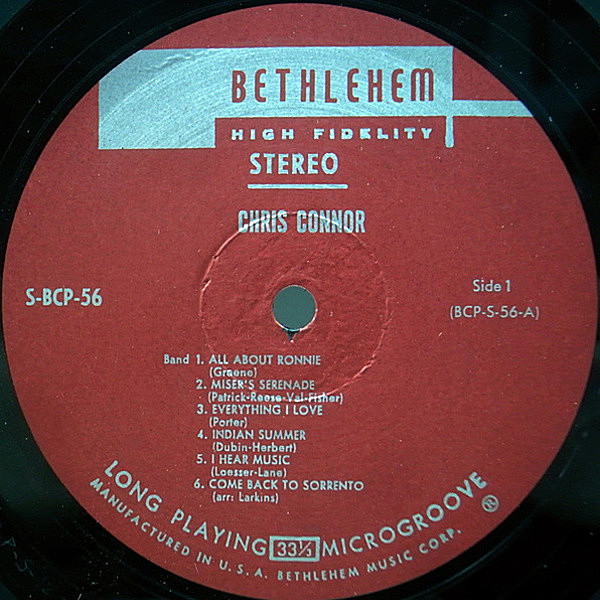 BETHLEHEM
HIGH FIDELITY
STEREO
CHRIS CONNOR
S-BCP-56
Side 1
(BCP-S-56-A)
Band 1. ALL ABOUT RONNIE
(Graene)
2. MISER'S SERENADE
(Patrick-Reese-Val-Fisher)
3. EVERYTHING I LOVE
(Porter)
4. INDIAN SUMMER
(Dubin-Herbert)
5. I HEAR MUSIC
(Loesser-Lane)
6. COME BACK TO SORRENTO
(arr: Larkins)
LONG PLAYING 33⅓ MICROGROOVE ®
MANUFACTURED IN U.S.A. BETHLEHEM MUSIC CORP.